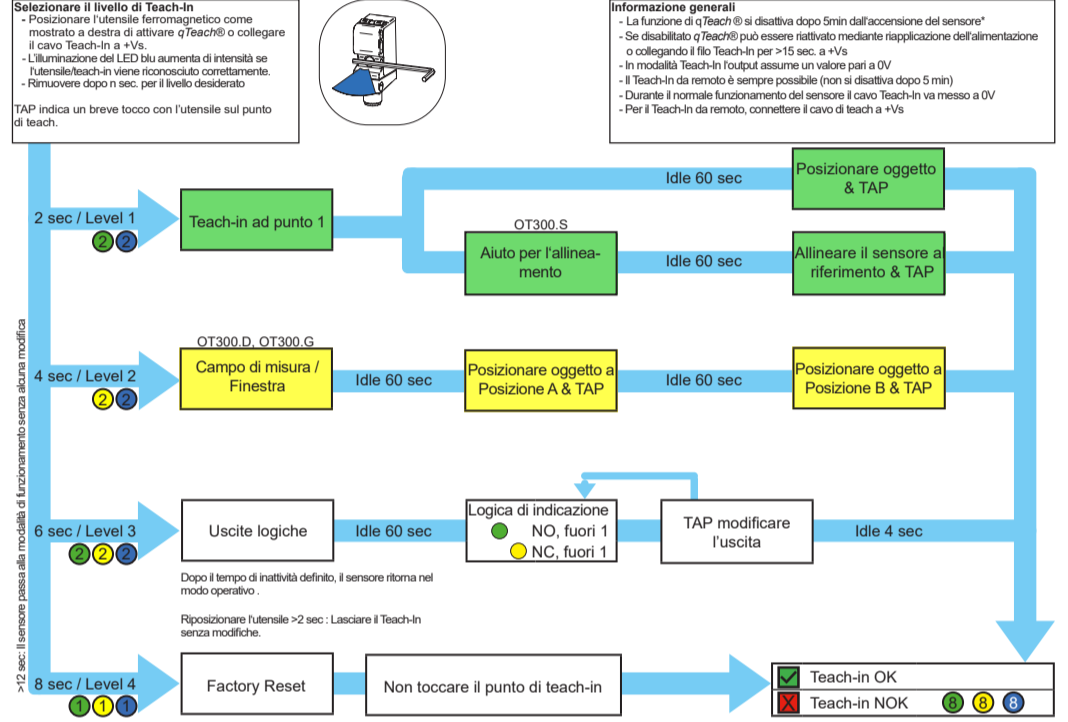 Selezionare il livello di Teach-In
- Posizionare l'utensile ferromagnetico come
mostrato a destra di attivare qTeach® o collegare
il cavo Teach-In a +Vs.
- L'illuminazione del LED blu aumenta di intensità se
l'utensile/teach-in viene riconosciuto correttamente.
- Rimuovere dopo n sec. per il livello desiderato
TAP indica un breve tocco con l'utensile sul punto
di teach.
Informazione generali
- La funzione di qTeach ® si disattiva dopo 5min dall'accensione del sensore*
- Se disabilitato qTeach® può essere riattivato mediante riapplicazione dell'alimentazione
o collegando il filo Teach-In per >15 sec. a +Vs
- In modalità Teach-In l'output assume un valore pari a 0V
- Il Teach-In da remoto è sempre possibile (non si disattiva dopo 5 min)
- Durante il normale funzionamento del sensore il cavo Teach-In va messo a 0V
- Per il Teach-In da remoto, connettere il cavo di teach a +Vs
2 sec / Level 1
2 2
Teach-in ad punto 1
Idle 60 sec
Posizionare oggetto
& TAP
OT300.S
Aiuto per l'allinea-
mento
Idle 60 sec
Allineare il sensore al
riferimento & TAP
4 sec / Level 2
2 2
OT300.D, OT300.G
Campo di misura /
Finestra
Idle 60 sec
Posizionare oggetto a
Posizione A & TAP
Idle 60 sec
Posizionare oggetto a
Posizione B & TAP
6 sec / Level 3
2 2 2
Uscite logiche
Idle 60 sec
Logica di indicazione
NO, fuori 1
NC, fuori 1
TAP modificare
l'uscita
Idle 4 sec
Dopo il tempo di inattività definito, il sensore ritorna nel
modo operativo .
Riposizionare l'utensile >2 sec : Lasciare il Teach-In
senza modifiche.
8 sec / Level 4
1 1 1
Factory Reset
Non toccare il punto di teach-in
Teach-in OK
Teach-in NOK 8 8 8
>12 sec: Il sensore passa alla modalità di funzionamento senza alcuna modifica